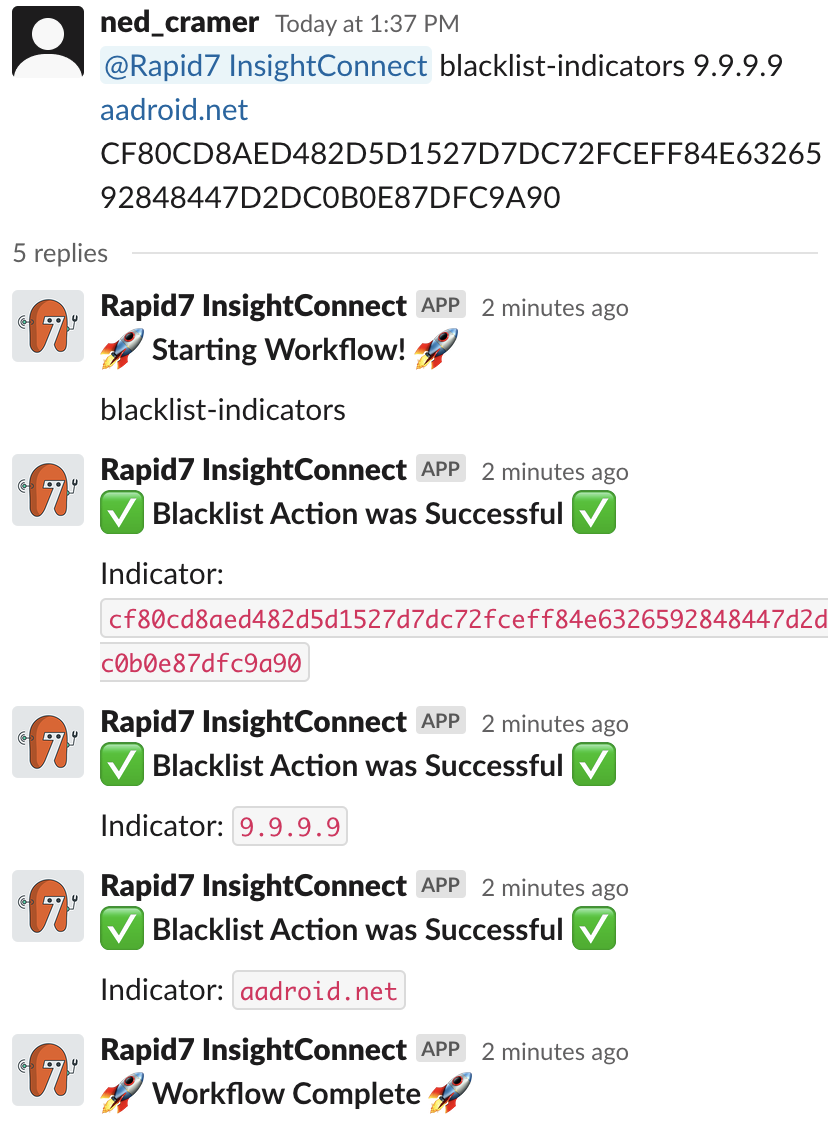 ned_cramer Today at 1:37 PM
@Rapid7 InsightConnect blacklist-indicators 9.9.9.9
aadroid.net
CF80CD8AED482D5D1527D7DC72FCEFF84E63265
92848447D2DC0B0E87DFC9A90
5 replies
Rapid7 InsightConnect APP 2 minutes ago
🚀 Starting Workflow! 🚀
blacklist-indicators
Rapid7 InsightConnect APP 2 minutes ago
✅ Blacklist Action was Successful ✅
Indicator:
cf80cd8aed482d5d1527d7dc72fceff84e6326592848447d2d
c0b0e87dfc9a90
Rapid7 InsightConnect APP 2 minutes ago
✅ Blacklist Action was Successful ✅
Indicator: 9.9.9.9
Rapid7 InsightConnect APP 2 minutes ago
✅ Blacklist Action was Successful ✅
Indicator: aadroid.net
Rapid7 InsightConnect APP 2 minutes ago
🚀 Workflow Complete 🚀